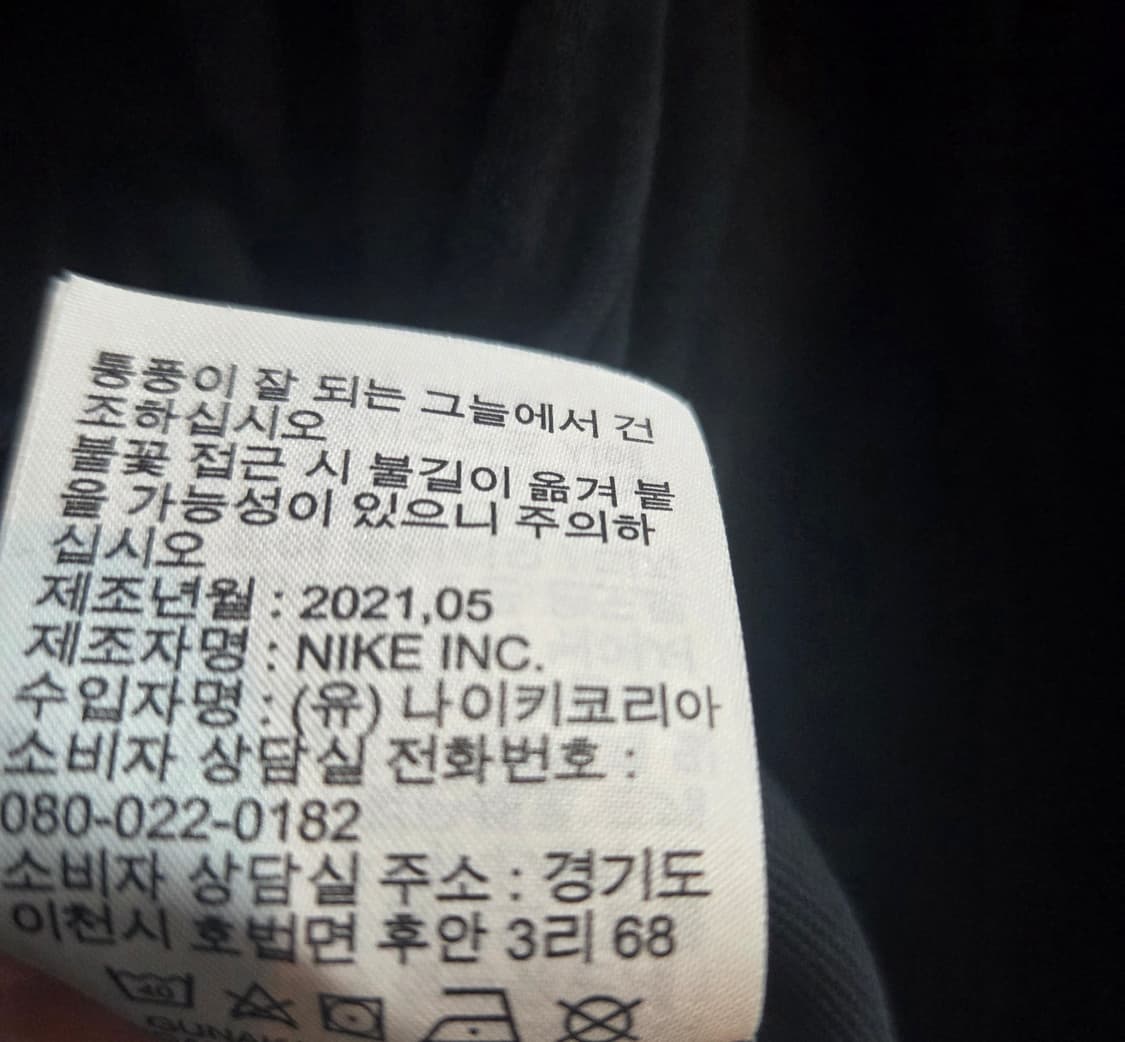 통풍이 잘 되는 그늘에서 건
조하십시오
불꽃 접근 시 불길이 옮겨 붙
을 가능성이 있으니 주의하
십시오
제조년월 : 2021,05
제조자명 : NIKE INC.
수입자명 : (유) 나이키코리아
소비자 상담실 전화번호 :
080-022-0182
소비자 상담실 주소 : 경기도
이천시 호법면 후안 3리 68
40